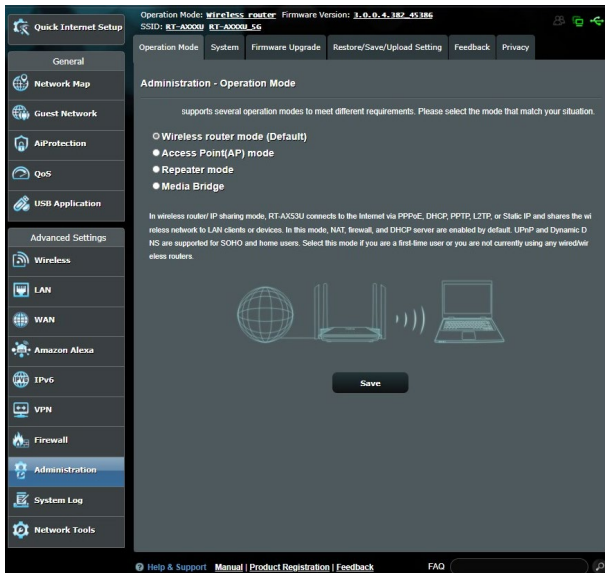 Quick Internet Setup
General
Network Map
Guest Network
AiProtection
QoS
USB Application
Advanced Settings
Wireless
LAN
WAN
Amazon Alexa
IPv6
VPN
Firewall
Administration
System Log
Network Tools
Operation Mode: Wireless router Firmware Version: 3.0.0.4.382_45386
SSID: RT-AXXXU RT-AXXXU_5G
Operation Mode System Firmware Upgrade Restore/Save/Upload Setting Feedback Privacy
Administration - Operation Mode
supports several operation modes to meet different requirements. Please select the mode that match your situation.
Wireless router mode (Default)
Access Point(AP) mode
Repeater mode
Media Bridge
In wireless router/ IP sharing mode, RT-AX53U connects to the Internet via PPPoE, DHCP, PPTP, L2TP, or Static IP and shares the wi
reless network to LAN clients or devices. In this mode, NAT, firewall, and DHCP server are enabled by default. UPnP and Dynamic D
NS are supported for SOHO and home users. Select this mode if you are a first-time user or you are not currently using any wired/wir
eless routers.
Save
Help & Support Manual | Product Registration | Feedback FAQ